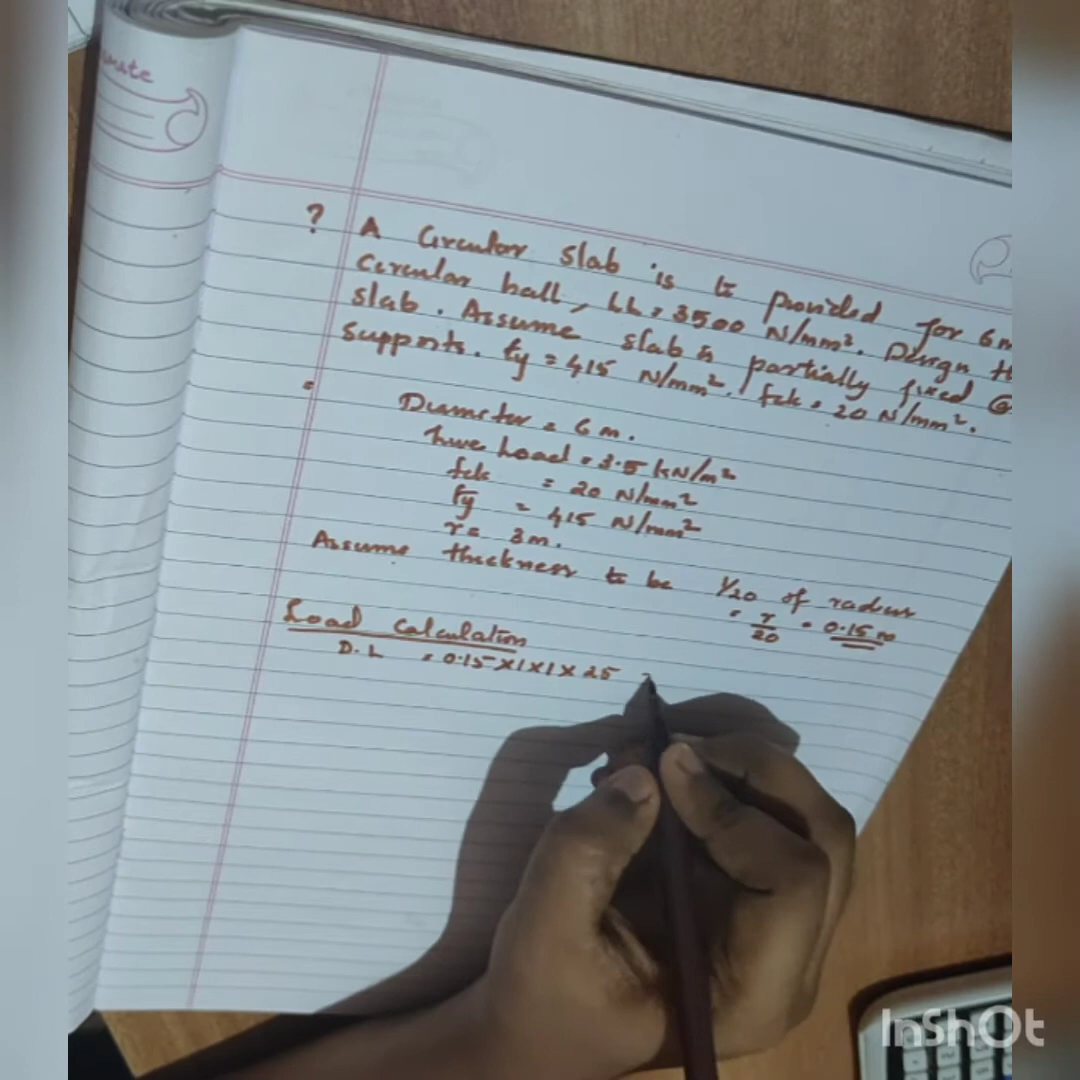 mate
? A Circular slab is to provided for 6m
Circular hall, LL = 3500 N/mm². Design th
slab. Assume slab is partially fixed @
supports. fy = 415 N/mm², fck = 20 N/mm².
Diameter = 6 m.
Live Load = 3.5 kN/m²
fck = 20 N/mm²
fy = 415 N/mm²
r = 3m.
Assume thickness to be 1/20 of radius
= r/20 = 0.15 m
Load Calculation
D.L = 0.15×1×1×25
InShOt